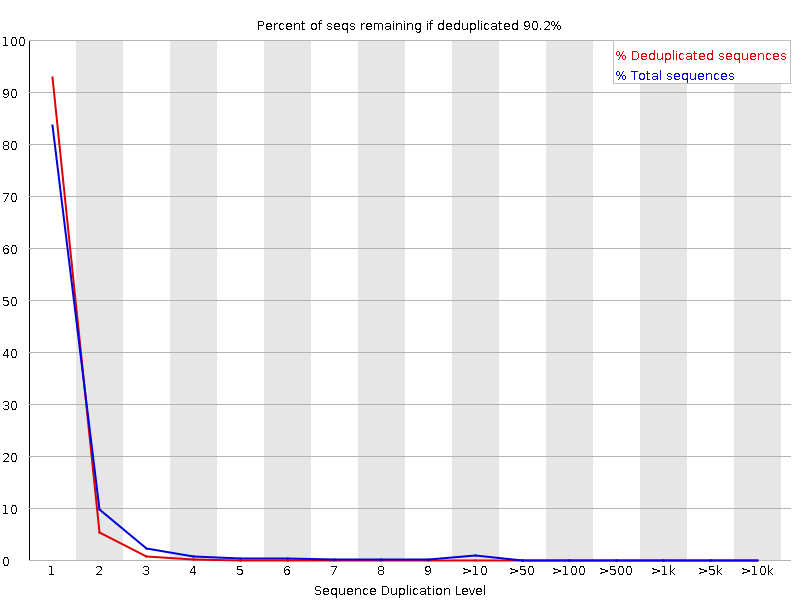 Percent of seqs remaining if deduplicated 90.2%
% Deduplicated sequences
% Total sequences
100
90
80
70
60
50
40
30
20
10
0
1 2 3 4 5 6 7 8 9 >10 >50 >100 >500 >1k >5k >10k
Sequence Duplication Level